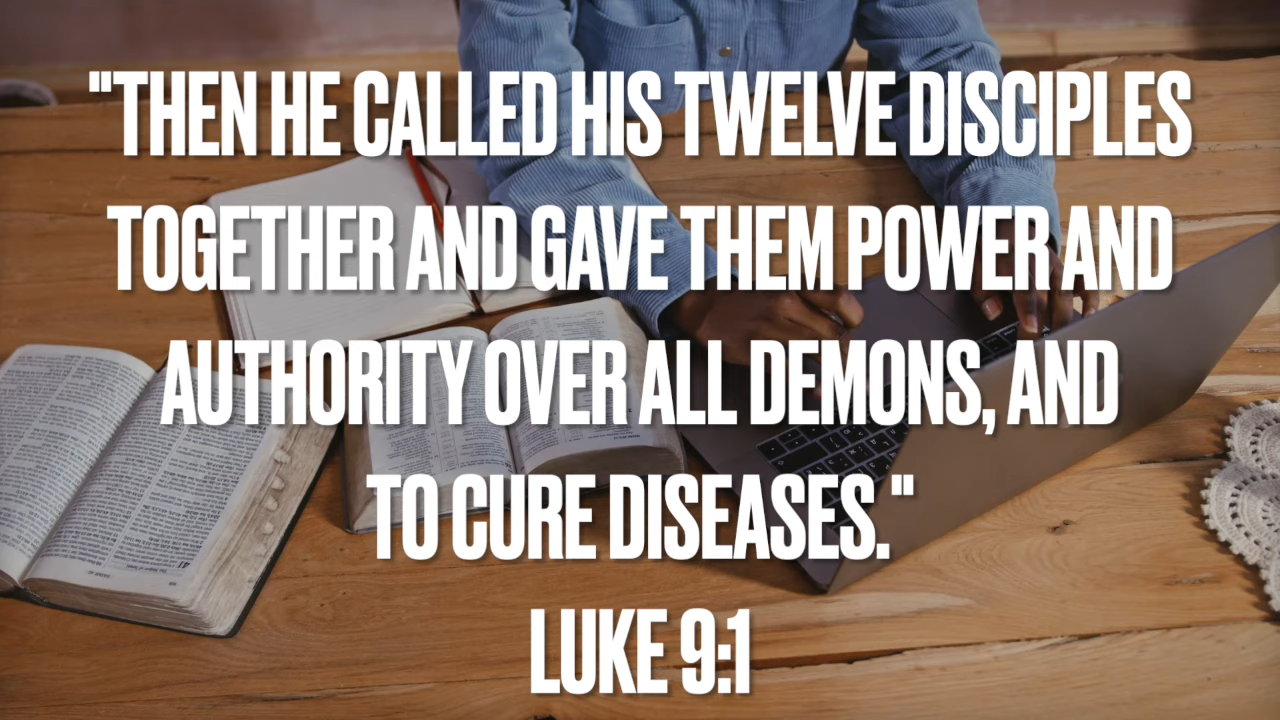 "THEN HE CALLED HIS TWELVE DISCIPLES
TOGETHER AND GAVE THEM POWER AND
AUTHORITY OVER ALL DEMONS, AND
TO CURE DISEASES."
LUKE 9:1